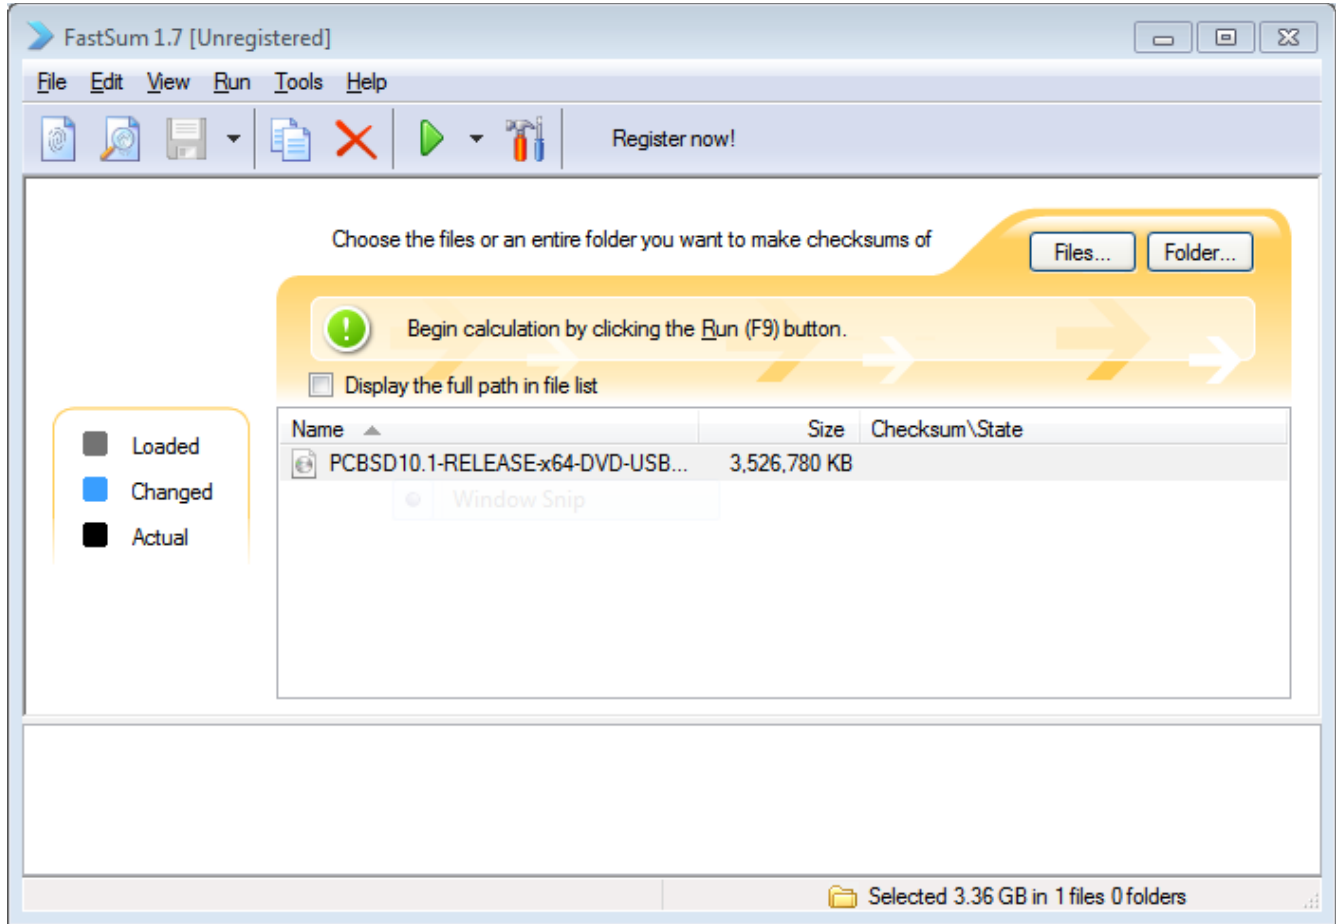 FastSum 1.7 [Unregistered]
File Edit View Run Tools Help
Register now!
Choose the files or an entire folder you want to make checksums of
Files... Folder...
Begin calculation by clicking the Run (F9) button.
Display the full path in file list
Name Size Checksum\State
PCBSD10.1-RELEASE-x64-DVD-USB... 3,526,780 KB
Window Snip
Loaded
Changed
Actual
Selected 3.36 GB in 1 files 0 folders